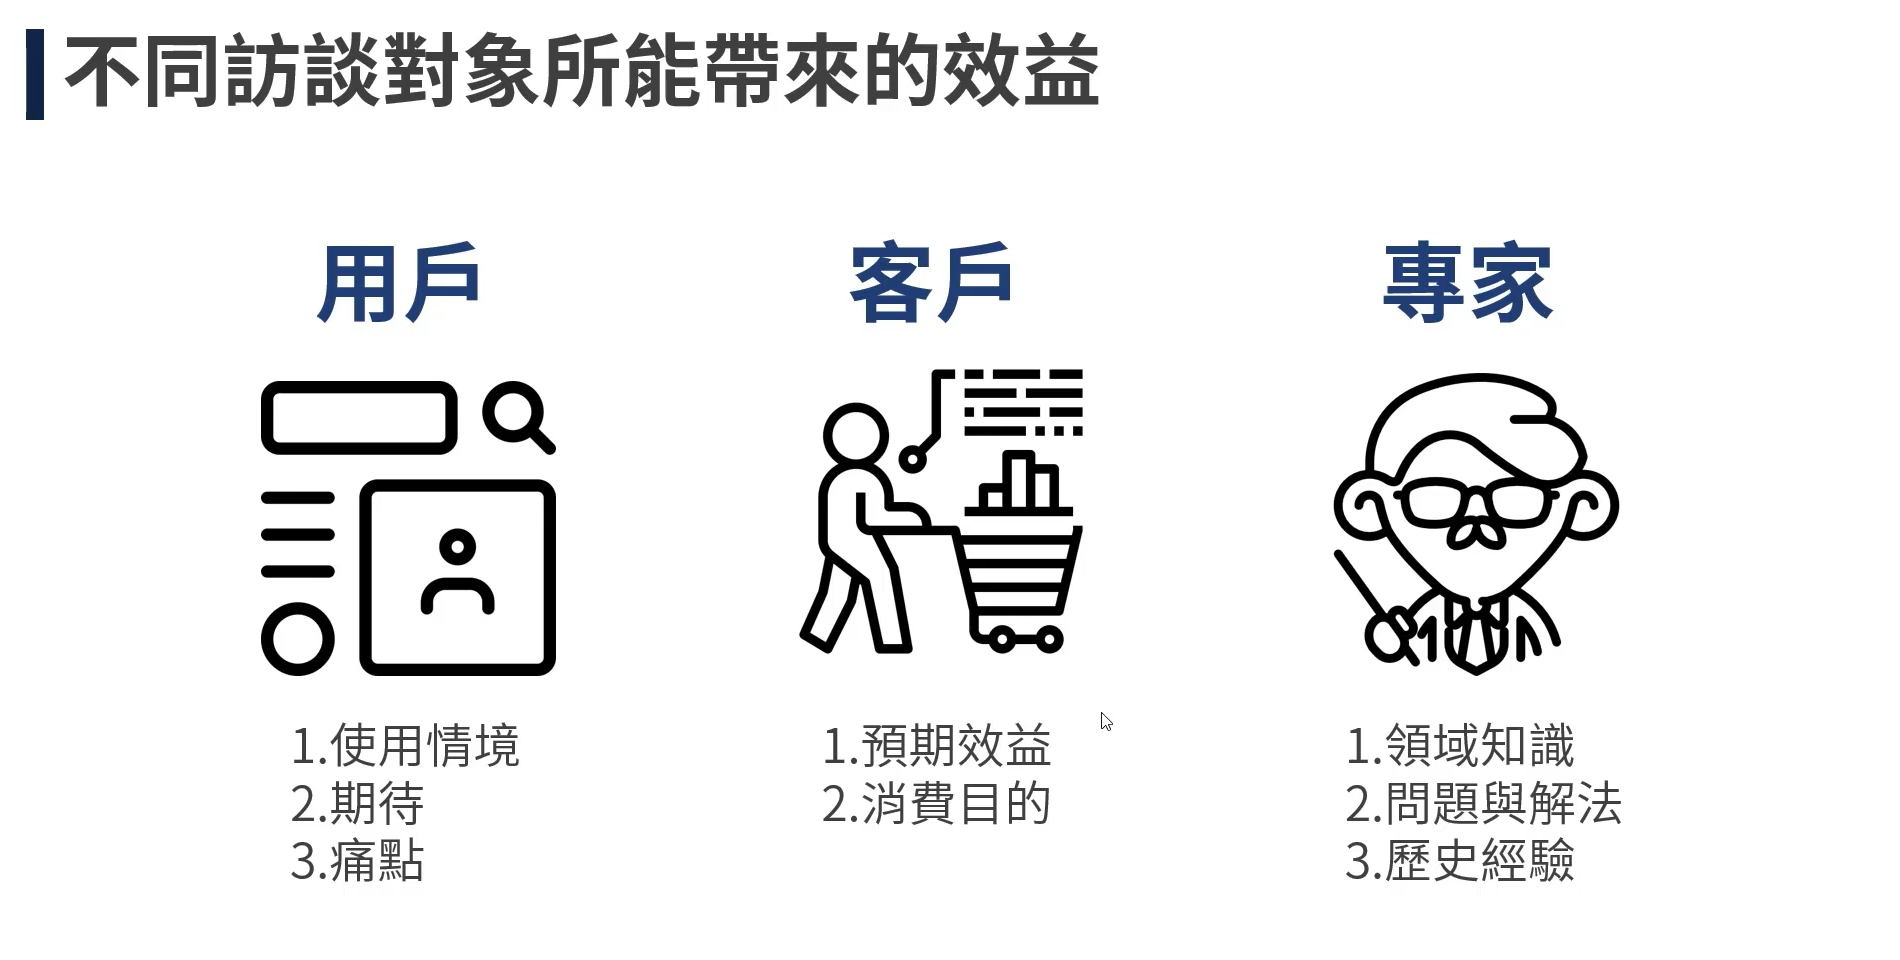 不同訪談對象所能帶來的效益
用戶
1.使用情境
2.期待
3.痛點
客戶
1.預期效益
2.消費目的
專家
1.領域知識
2.問題與解法
3.歷史經驗